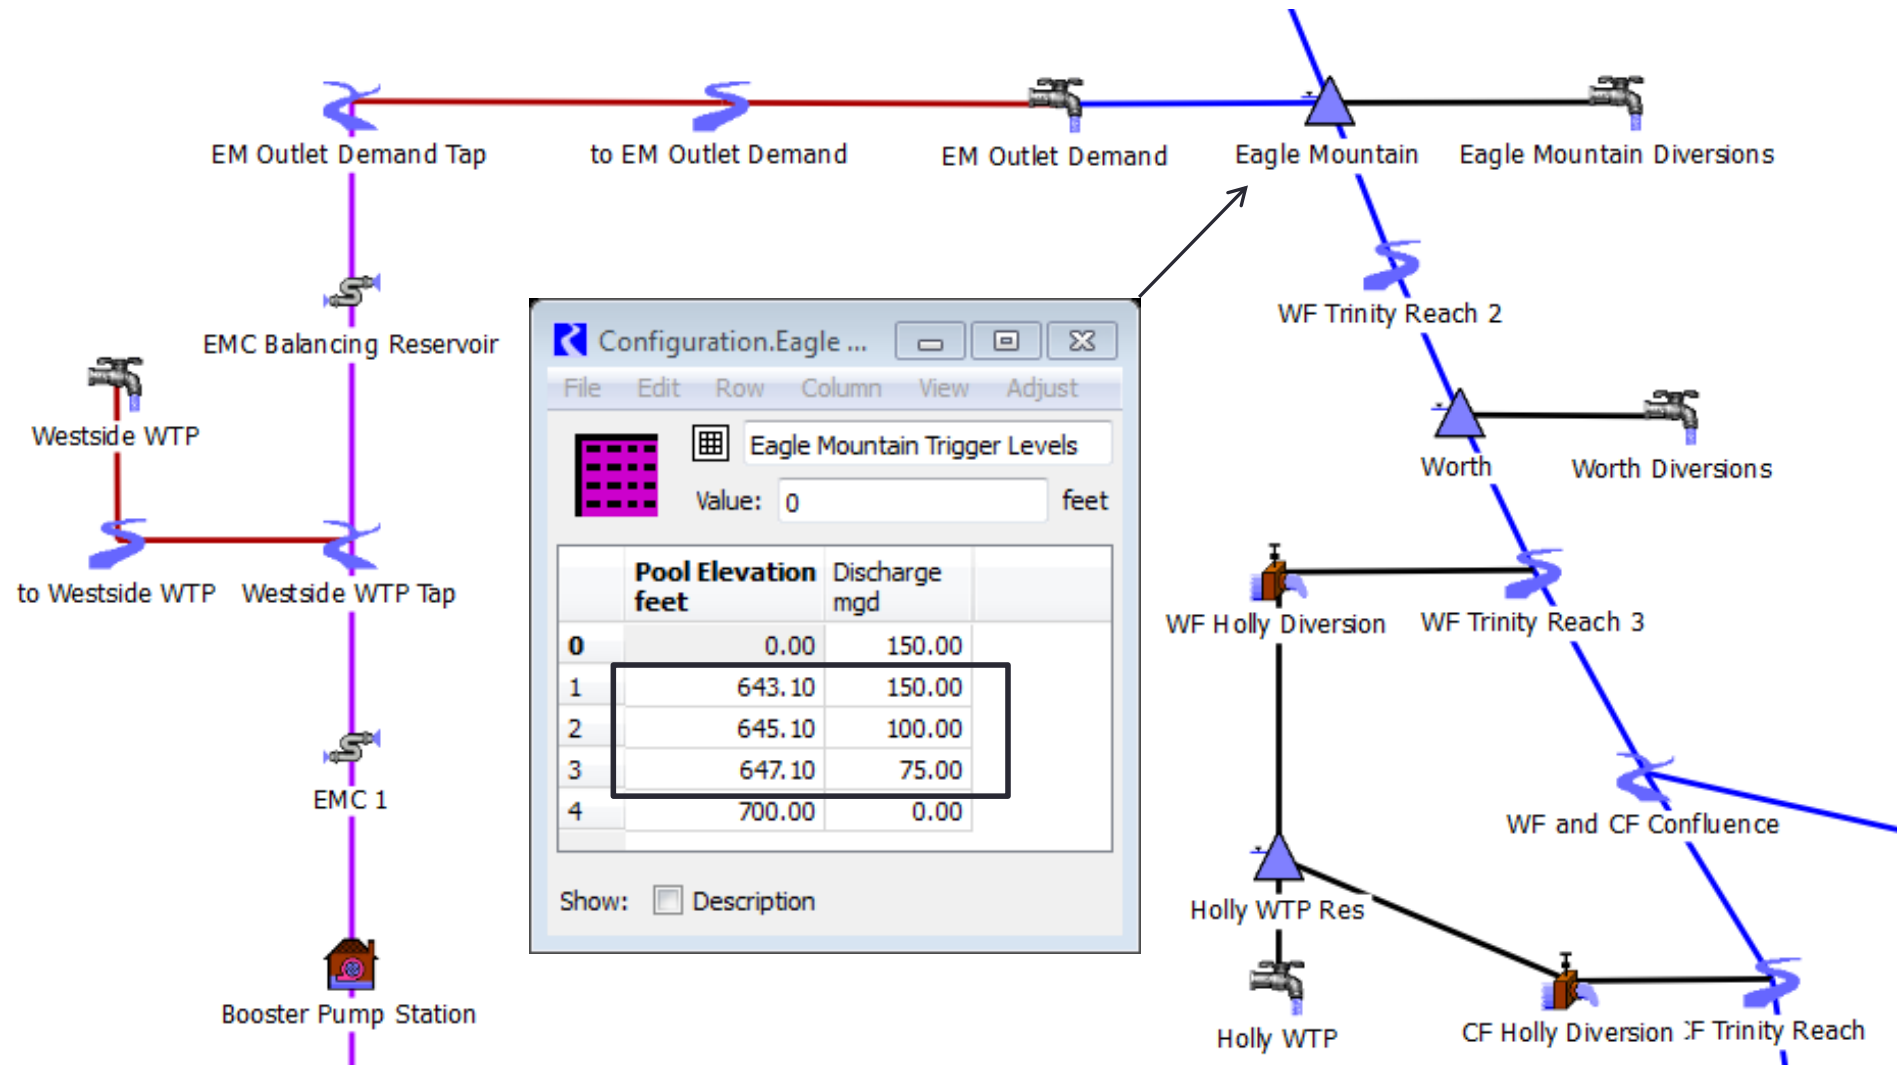 EM Outlet Demand Tap
to EM Outlet Demand
EM Outlet Demand
Eagle Mountain
Eagle Mountain Diversions
WF Trinity Reach 2
EMC Balancing Reservoir
Westside WTP
Worth
Worth Diversions
to Westside WTP
Westside WTP Tap
WF Holly Diversion
WF Trinity Reach 3
EMC 1
WF and CF Confluence
Holly WTP Res
Booster Pump Station
Holly WTP
CF Holly Diversion
CF Trinity Reach
Configuration.Eagle ...
File Edit Row Column View Adjust
Eagle Mountain Trigger Levels
Value: 0 feet
Pool Elevation Discharge
feet mgd
0 0.00 150.00
1 643.10 150.00
2 645.10 100.00
3 647.10 75.00
4 700.00 0.00
Show: Description